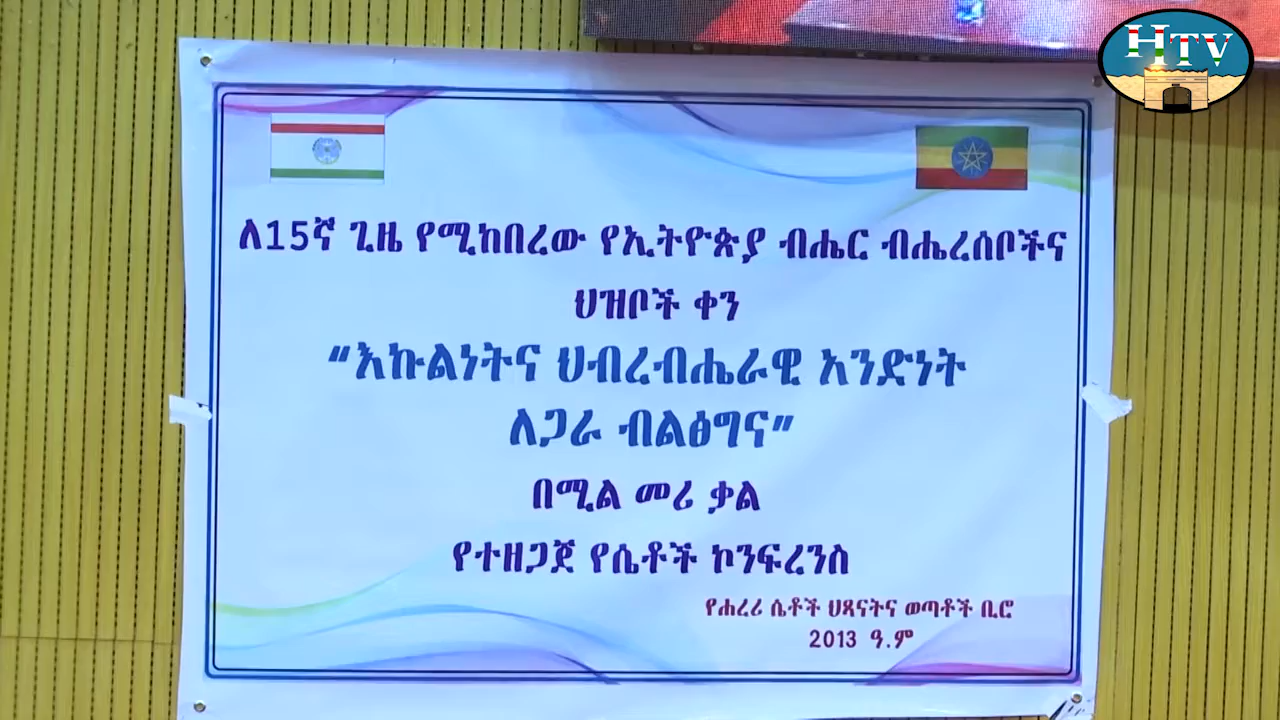 HTV
ለ15ኛ ጊዜ የሚከበረው የኢትዮጵያ ብሔር ብሔረሰቦችና
ህዝቦች ቀን
“እኩልነትና ህብረብሔራዊ አንድነት
ለጋራ ብልፅግና”
በሚል መሪ ቃል
የተዘጋጀ የሴቶች ኮንፍረንስ
የሐረሪ ሴቶች ህጻናትና ወጣቶች ቢሮ
2013 ዓ.ም